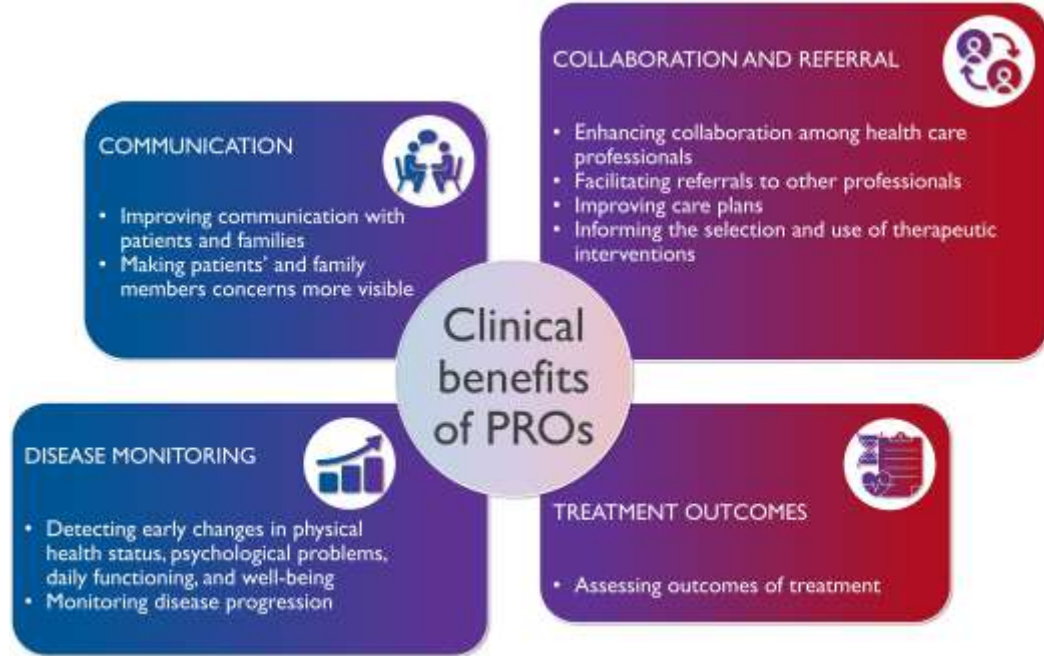 COMMUNICATION
• Improving communication with
patients and families
• Making patients' and family
members concerns more visible
COLLABORATION AND REFERRAL
• Enhancing collaboration among health care
professionals
• Facilitating referrals to other professionals
• Improving care plans
• Informing the selection and use of therapeutic
interventions
Clinical
benefits
of PROs
DISEASE MONITORING
• Detecting early changes in physical
health status, psychological problems,
daily functioning, and well-being
• Monitoring disease progression
TREATMENT OUTCOMES
• Assessing outcomes of treatment